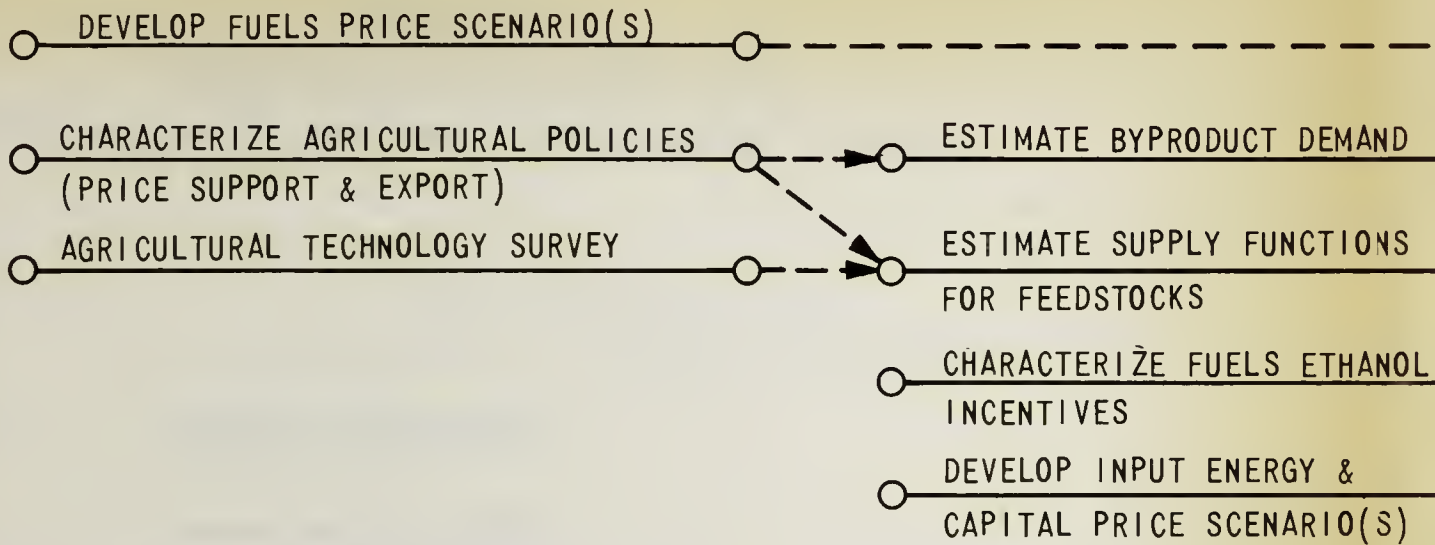 DEVELOP FUELS PRICE SCENARIO(S)
CHARACTERIZE AGRICULTURAL POLICIES
(PRICE SUPPORT & EXPORT)
AGRICULTURAL TECHNOLOGY SURVEY
ESTIMATE BYPRODUCT DEMAND
ESTIMATE SUPPLY FUNCTIONS
FOR FEEDSTOCKS
CHARACTERIZE FUELS ETHANOL
INCENTIVES
DEVELOP INPUT ENERGY &
CAPITAL PRICE SCENARIO(S)